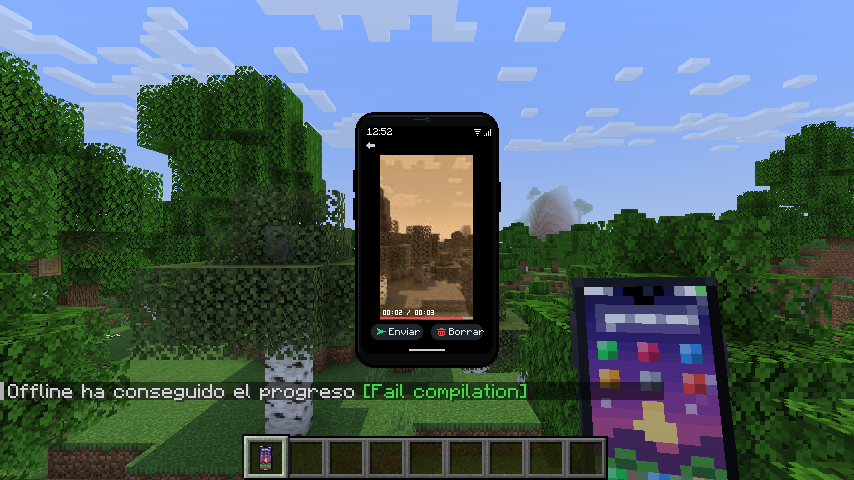 12:52
00:02 / 00:03
Enviar
Borrar
Offline ha conseguido el progreso [Fail compilation]